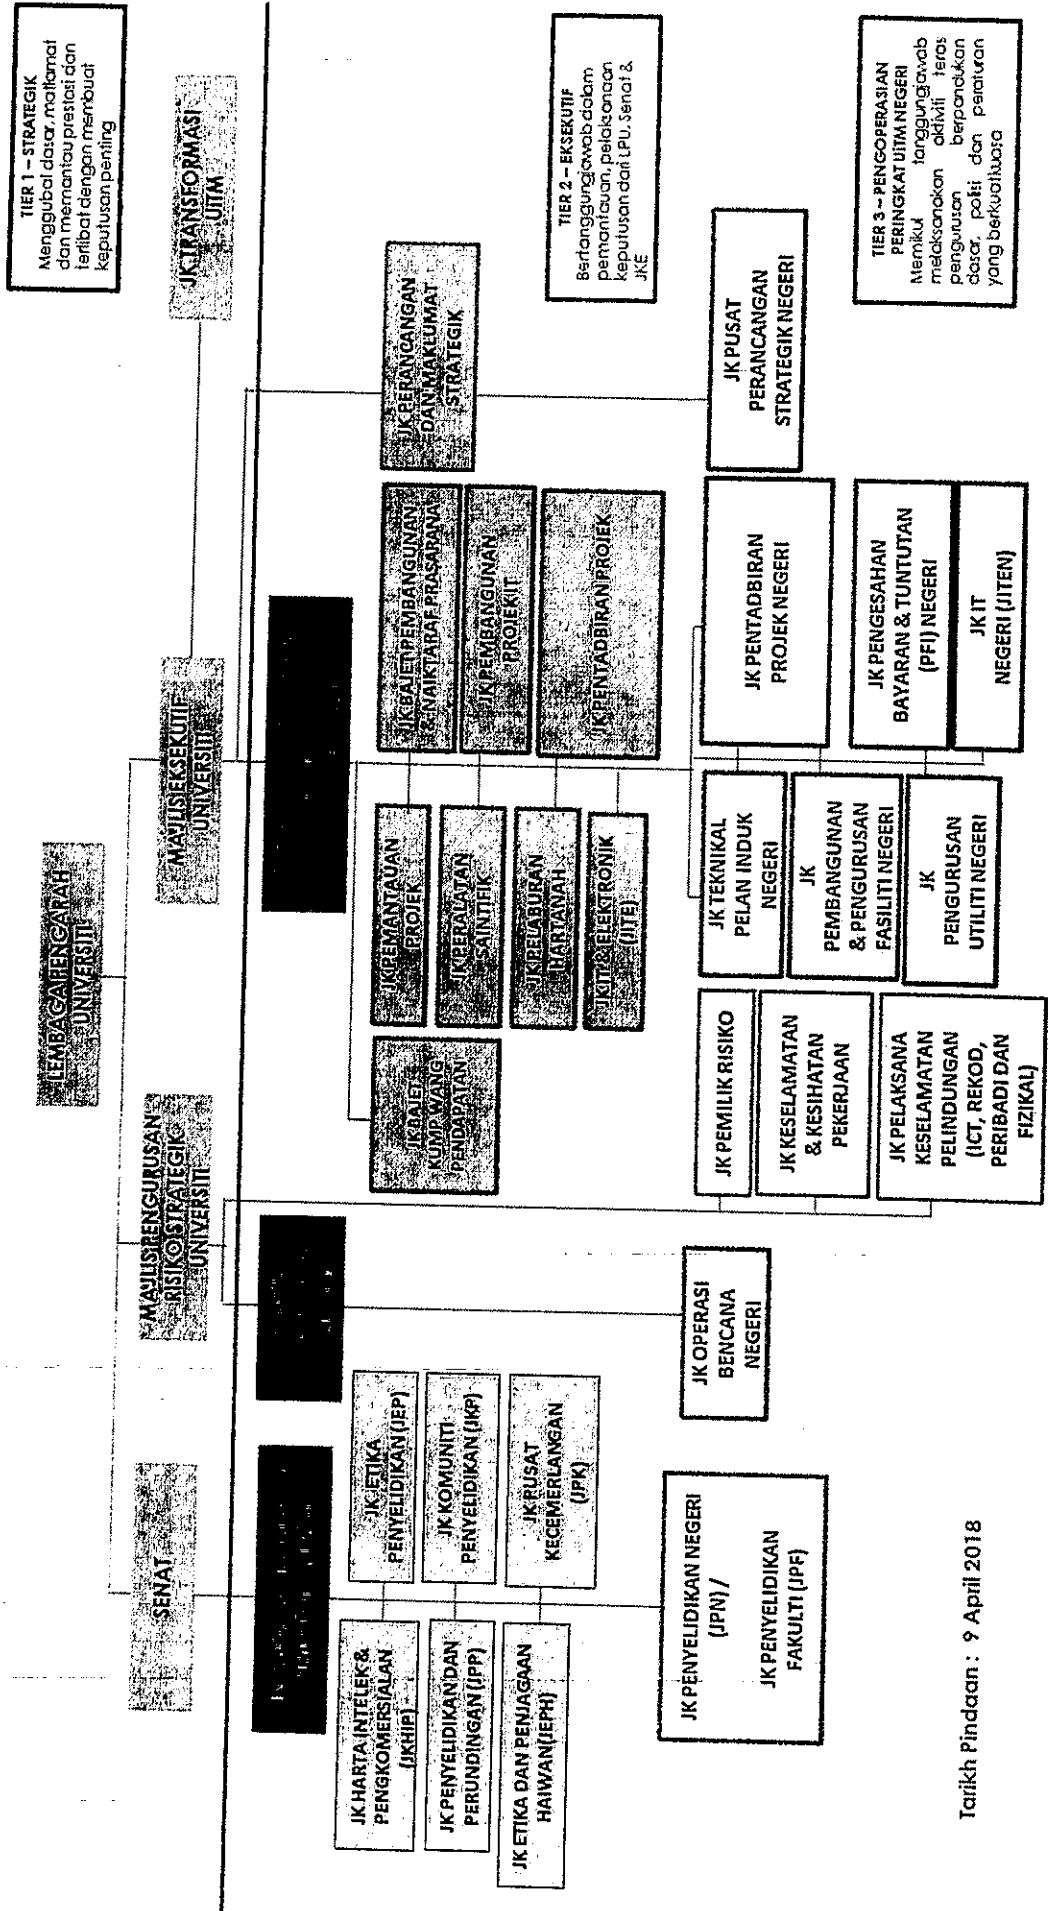 LEMBAGA PENGARAH
UNIVERSITI
TIER 1 – STRATEGIK
Menggubal dasar, matlamat
dan memantau prestasi dan
terlibat dengan membuat
keputusan penting
SENAT
MAJLIS PENGURUSAN
RISIKO STRATEGIK
UNIVERSITI
MAJLIS EKSEKUTIF
UNIVERSITI
JK TRANSFORMASI
UITM
JK HARTA INTELEK &
PENGKOMERSIALAN
(JKHIP)
JK ETIKA
PENYELIDIKAN (JEP)
JK PENYELIDIKAN DAN
PERUNDINGAN (JPP)
JK KOMUNITI
PENYELIDIKAN (JKP)
JK ETIKA DAN PENJAGAAN
HAIWAN (JEPH)
JK PUSAT
KECEMERLANGAN
(JPK)
JK BAJET &
KUMP WANG
PENDAPATAN
JK PEMANTAUAN
PROJEK
JK PERALATAN
SAINTIFIK
JK PELABURAN
HARTANAH
JK IT & ELEKTRONIK
(JITE)
JK BAJET PEMBANGUNAN
& NAIKTARAF PRASARANA
JK PEMBANGUNAN
PROJEK IT
JK PENTADBIRAN PROJEK
JK PERANCANGAN
DAN MAKLUMAT
STRATEGIK
TIER 2 – EKSEKUTIF
Bertanggungjawab dalam
pemantauan, pelaksanaan
keputusan dari LPU, Senat &
JKE
JK PENYELIDIKAN NEGERI
(JPN) /
JK PENYELIDIKAN
FAKULTI (JPF)
JK OPERASI
BENCANA
NEGERI
JK PEMILIK RISIKO
JK KESELAMATAN
& KESIHATAN
PEKERJAAN
JK PELAKSANA
KESELAMATAN
PELINDUNGAN
(ICT, REKOD,
PERIBADI DAN
FIZIKAL)
JK TEKNIKAL
PELAN INDUK
NEGERI
JK
PEMBANGUNAN
& PENGURUSAN
FASILITI NEGERI
JK
PENGURUSAN
UTILITI NEGERI
JK PENTADBIRAN
PROJEK NEGERI
JK PENGESAHAN
BAYARAN & TUNTUTAN
(PFI) NEGERI
JK IT
NEGERI (JITEN)
JK PUSAT
PERANCANGAN
STRATEGIK NEGERI
TIER 3 – PENGOPERASIAN
PERINGKAT UiTM NEGERI
Memikul tanggungjawab
melaksanakan aktiviti teras
pengurusan berpandukan
dasar, polisi dan peraturan
yang berkuatkuasa
Tarikh Pindaan : 9 April 2018